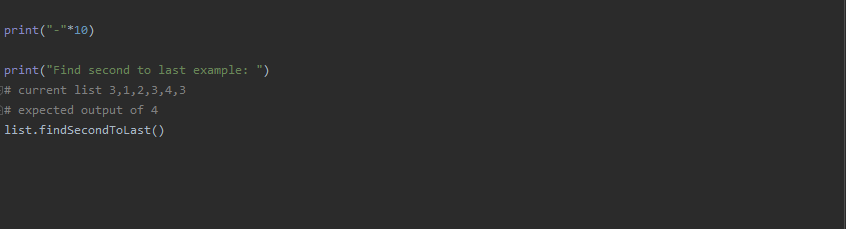 print("-"*10)
print("Find second to last example: ")
# current list 3,1,2,3,4,3
# expected output of 4
list.findSecondToLast()